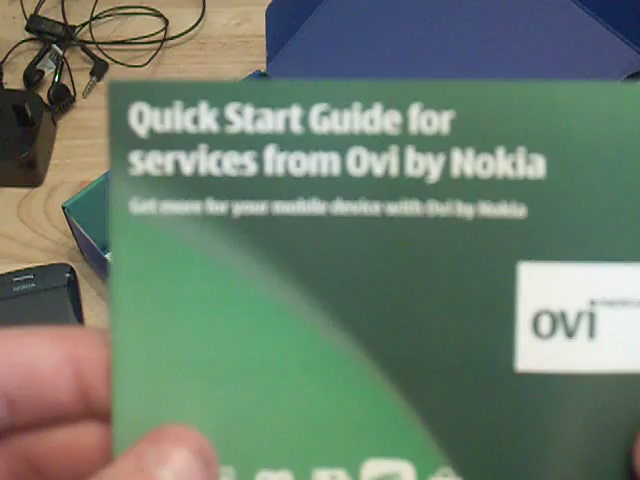 Quick Start Guide for
services from Ovi by Nokia
Get more for your mobile device with Ovi by Nokia
ovi